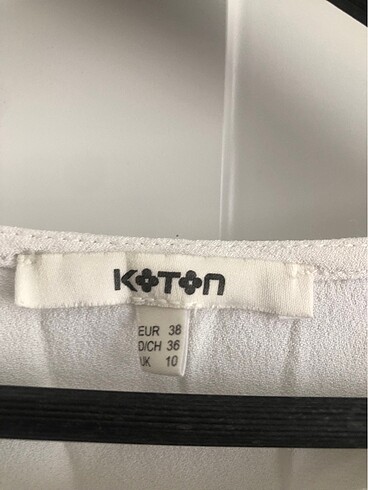 KOTON
EUR 38
D/CH 36
UK 10